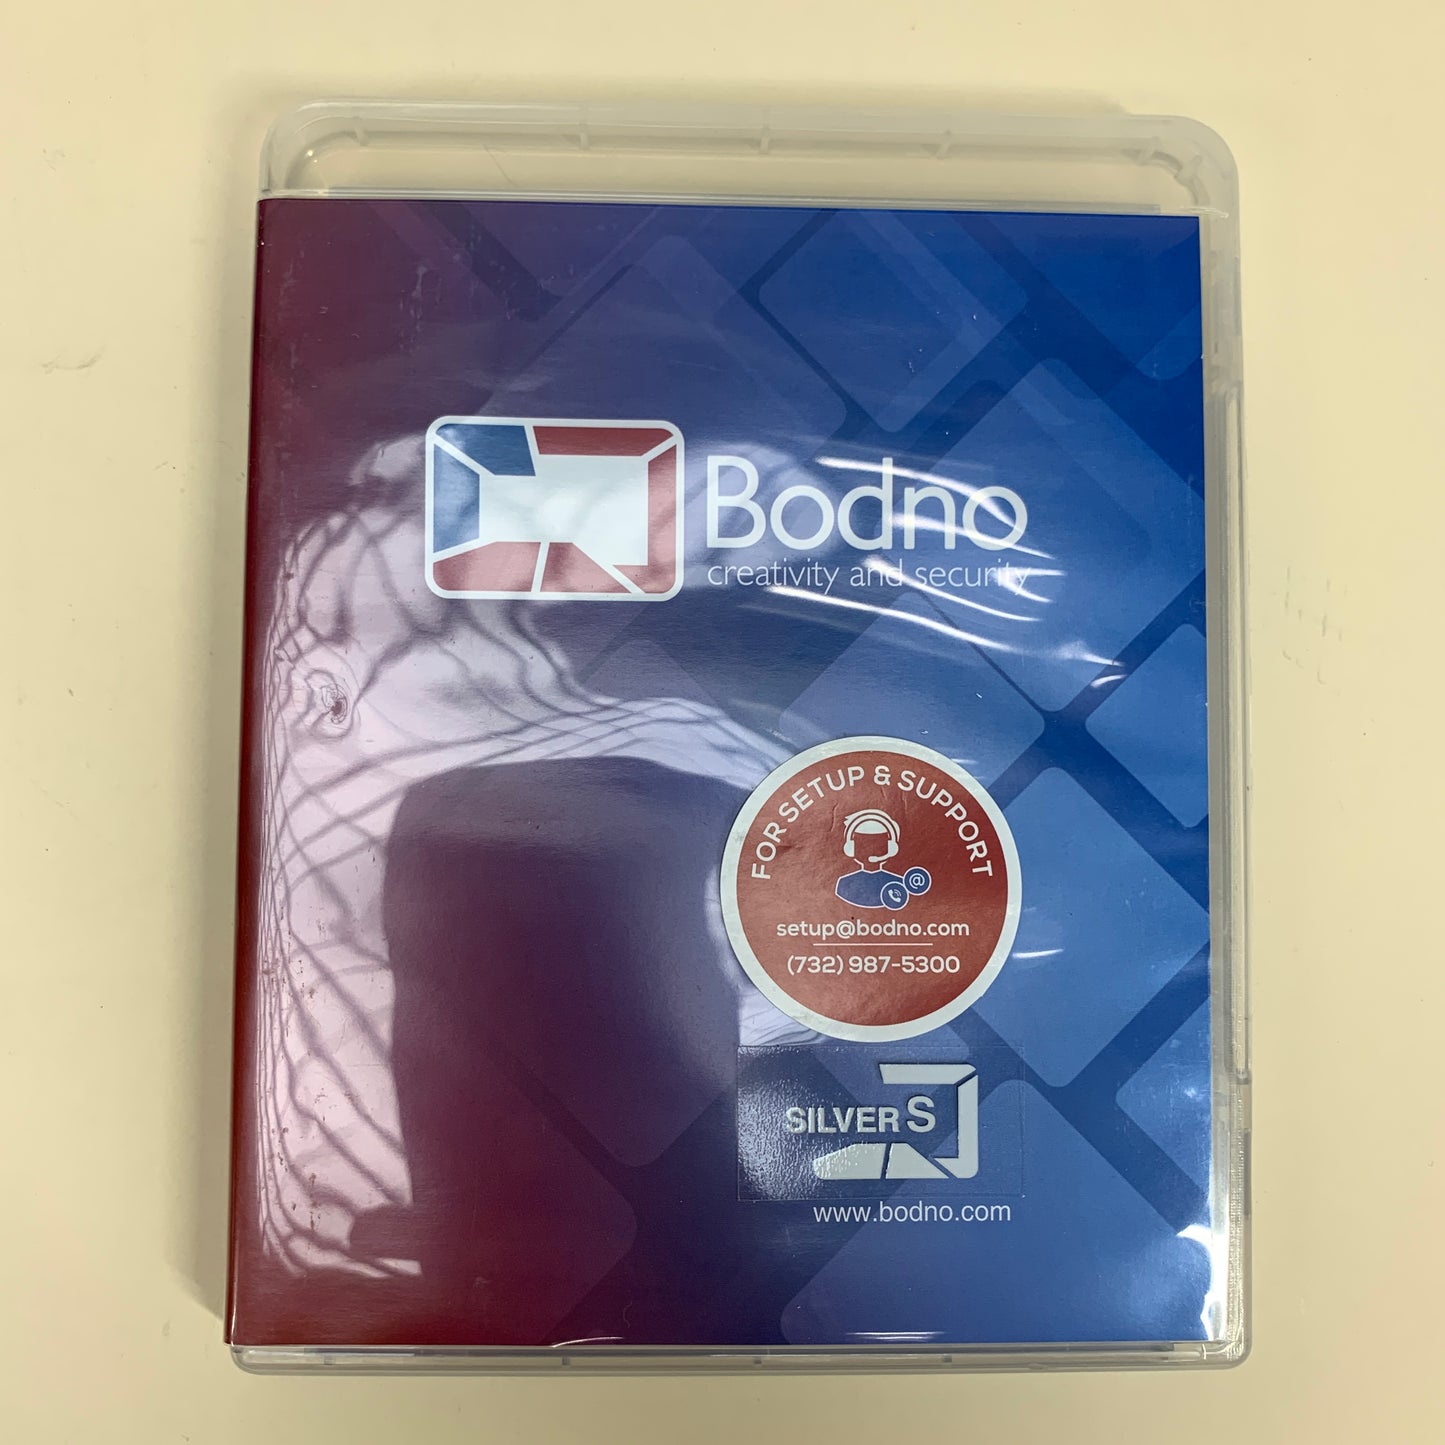 Bodno
creativity and security
FOR SETUP & SUPPORT
@
setup@bodno.com
(732) 987-5300
SILVER S
www.bodno.com